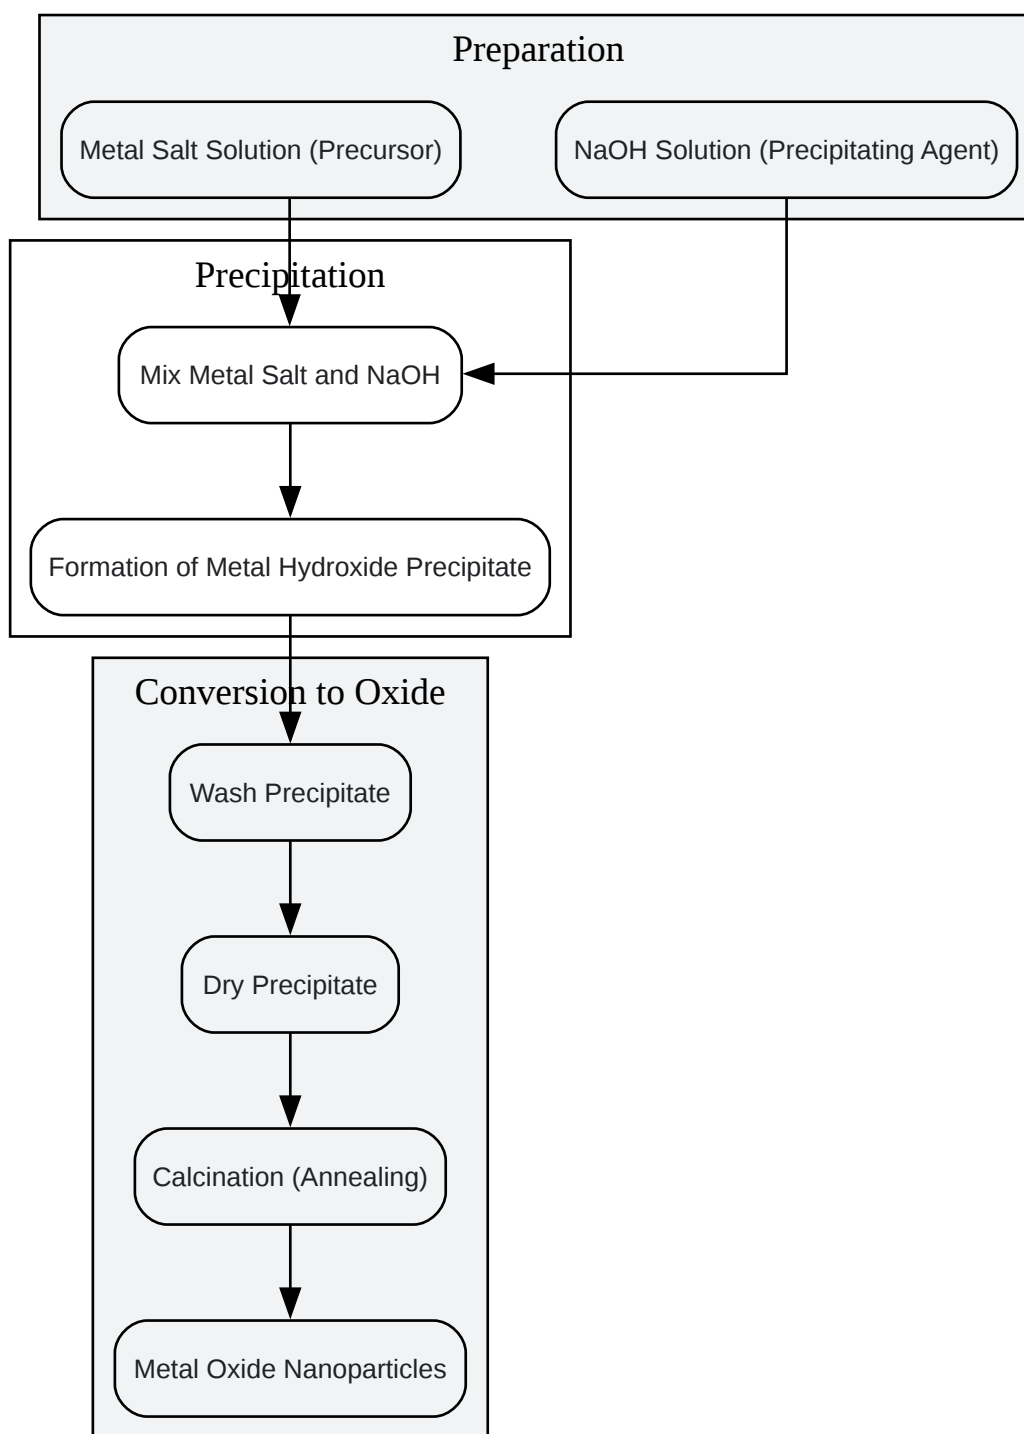 Preparation
Metal Salt Solution (Precursor)
NaOH Solution (Precipitating Agent)
Precipitation
Mix Metal Salt and NaOH
Formation of Metal Hydroxide Precipitate
Conversion to Oxide
Wash Precipitate
Dry Precipitate
Calcination (Annealing)
Metal Oxide Nanoparticles